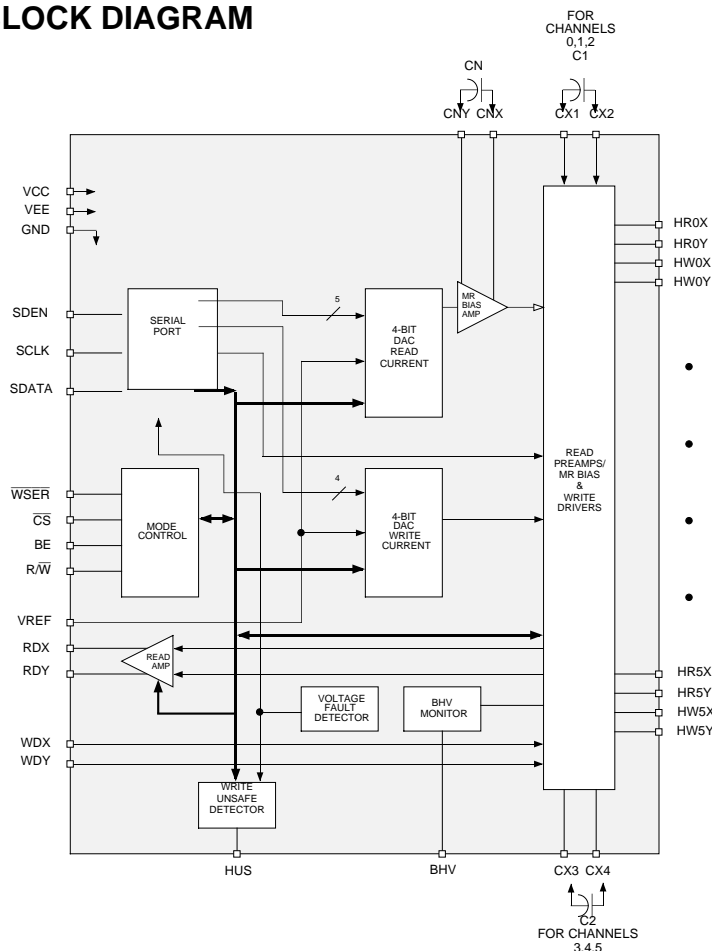 LOCK DIAGRAM
FOR
CHANNELS
0,1,2
C1
CN
CNY CNX
CX1 CX2
VCC
VEE
GND
SDEN
SCLK
SDATA
WSER
CS
BE
R/W
VREF
RDX
RDY
WDX
WDY
SERIAL
PORT
5
4-BIT
DAC
READ
CURRENT
MR
BIAS
AMP
MODE
CONTROL
4
4-BIT
DAC
WRITE
CURRENT
READ
PREAMPS/
MR BIAS
&
WRITE
DRIVERS
READ
AMP
VOLTAGE
FAULT
DETECTOR
BHV
MONITOR
WRITE
UNSAFE
DETECTOR
HR0X
HR0Y
HW0X
HW0Y
HR5X
HR5Y
HW5X
HW5Y
HUS
BHV
CX3 CX4
C2
FOR CHANNELS
3,4,5